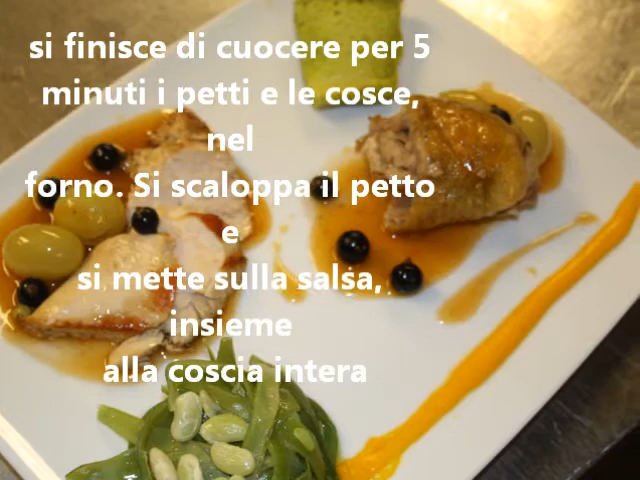 si finisce di cuocere per 5
minuti i petti e le cosce,
nel
forno. Si scaloppa il petto
e
si mette sulla salsa,
insieme
alla coscia intera